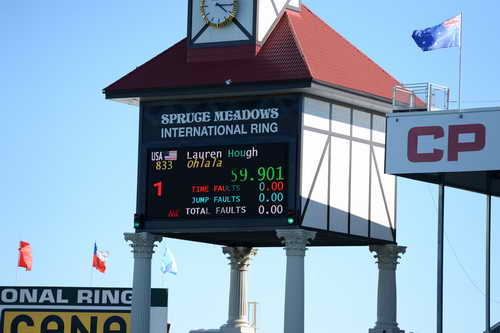 SPRUCE MEADOWS
INTERNATIONAL RING
USA Lauren Hough
833 Ohlala
59.901
1 TIME FAULTS 0.00
JUMP FAULTS 0.00
TOTAL FAULTS 0.00
CP
ONAL RING
CANA